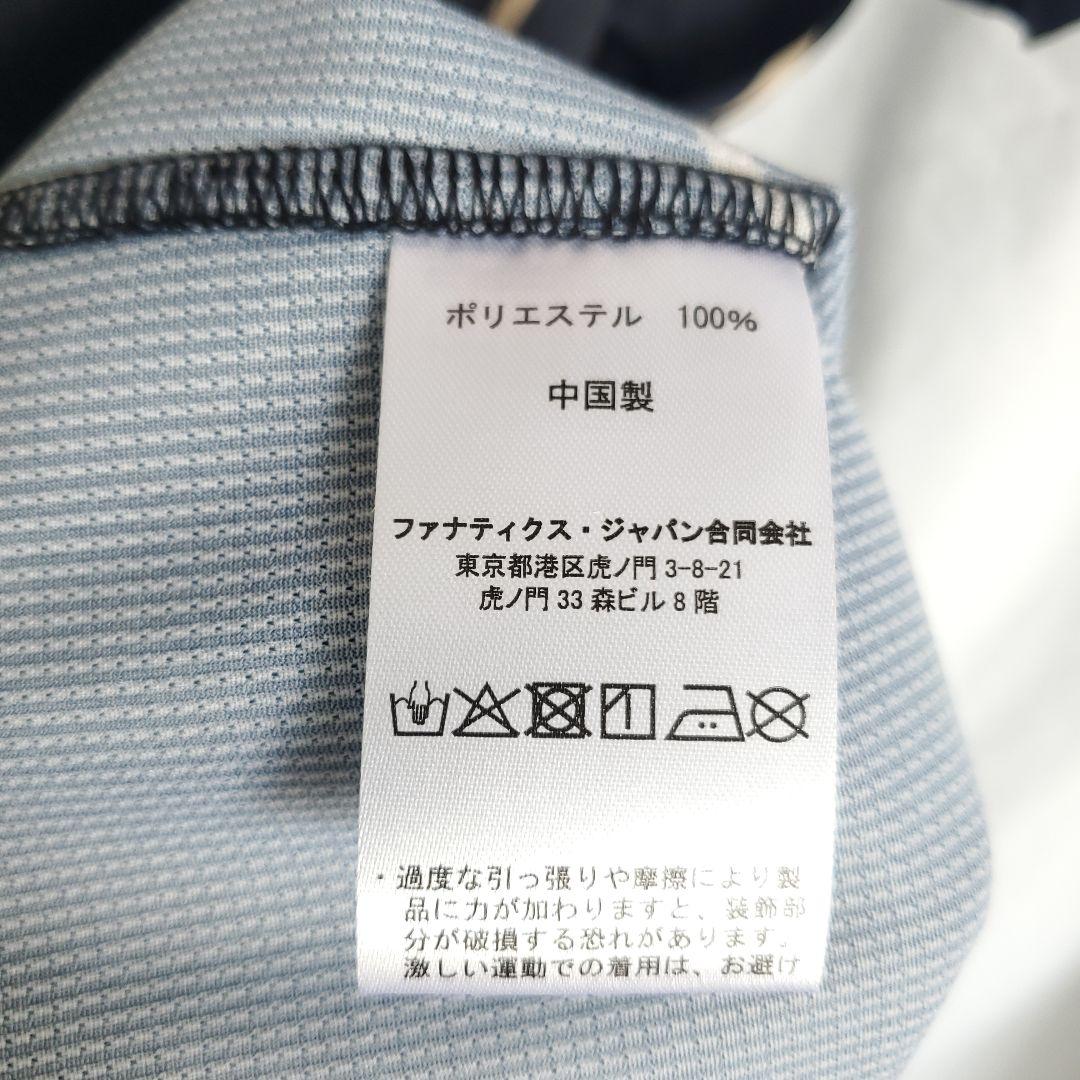 ポリエステル　100%
中国製
ファナティクス・ジャパン合同会社
東京都港区虎ノ門 3-8-21
虎ノ門 33 森ビル 8 階
・過度な引っ張りや摩擦により製
品に力が加わりますと、装飾部
分が破損する恐れがあります。
激しい運動での着用は、お避け